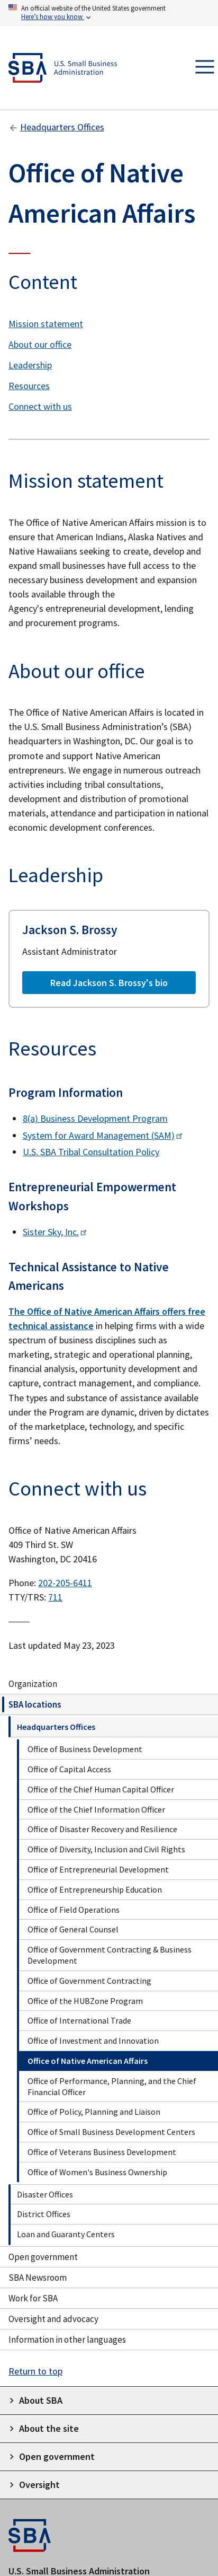 An official website of the United States government
Here's how you know
SBA
U.S. Small Business
Administration
Headquarters Offices
Office of Native
American Affairs
Content
Mission statement
About our office
Leadership
Resources
Connect with us
Mission statement
The Office of Native American Affairs mission is to
ensure that American Indians, Alaska Natives and
Native Hawaiians seeking to create, develop and
expand small businesses have full access to the
necessary business development and expansion
tools available through the
Agency's entrepreneurial development, lending
and procurement programs.
About our office
The Office of Native American Affairs is located in
the U.S. Small Business Administration's (SBA)
headquarters in Washington, DC. Our goal is to
promote and support Native American
entrepreneurs. We engage in numerous outreach
activities including tribal consultations,
development and distribution of promotional
materials, attendance and participation in national
economic development conferences.
Leadership
Jackson S. Brossy
Assistant Administrator
Read Jackson S. Brossy's bio
Resources
Program Information
8(a) Business Development Program
System for Award Management (SAM)
U.S. SBA Tribal Consultation Policy
Entrepreneurial Empowerment
Workshops
Sister Sky, Inc.
Technical Assistance to Native
Americans
The Office of Native American Affairs offers free
technical assistance in helping firms with a wide
spectrum of business disciplines such as
marketing, strategic and operational planning,
financial analysis, opportunity development and
capture, contract management, and compliance.
The types and substance of assistance available
under the Program are dynamic, driven by dictates
of the marketplace, technology, and specific
firms' needs.
Connect with us
Office of Native American Affairs
409 Third St. SW
Washington, DC 20416
Phone: 202-205-6411
TTY/TRS: 711
Last updated May 23, 2023
Organization
SBA locations
Headquarters Offices
Office of Business Development
Office of Capital Access
Office of the Chief Human Capital Officer
Office of the Chief Information Officer
Office of Disaster Recovery and Resilience
Office of Diversity, Inclusion and Civil Rights
Office of Entrepreneurial Development
Office of Entrepreneurship Education
Office of Field Operations
Office of General Counsel
Office of Government Contracting & Business
Development
Office of Government Contracting
Office of the HUBZone Program
Office of International Trade
Office of Investment and Innovation
Office of Native American Affairs
Office of Performance, Planning, and the Chief
Financial Officer
Office of Policy, Planning and Liaison
Office of Small Business Development Centers
Office of Veterans Business Development
Office of Women's Business Ownership
Disaster Offices
District Offices
Loan and Guaranty Centers
Open government
SBA Newsroom
Work for SBA
Oversight and advocacy
Information in other languages
Return to top
About SBA
About the site
Open government
Oversight
SBA
U.S. Small Business Administration